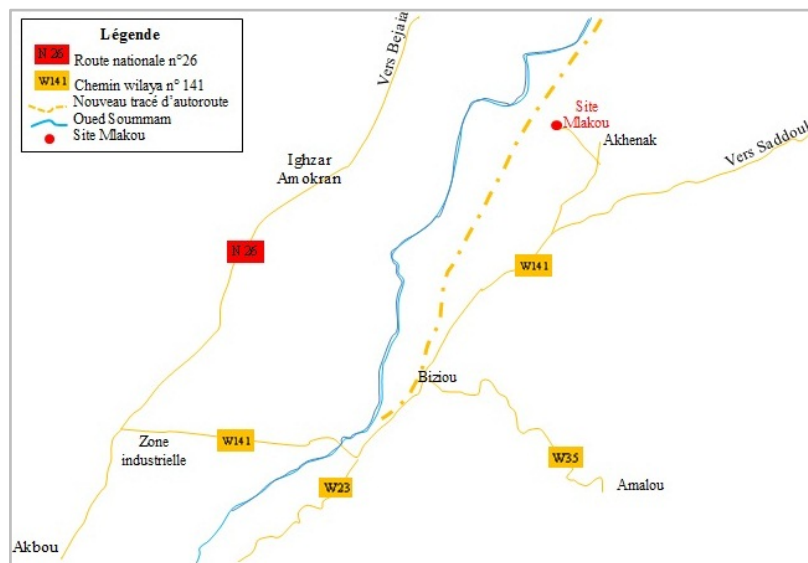 Légende
N 26 Route nationale n°26
W141 Chemin wilaya n° 141
Nouveau tracé d'autoroute
Oued Soummam
Site Mlakou
Vers Bejaia
Site
Mlakou
Akhenak
Vers Saddouk
Ighzar
Amokran
N 26
W141
Biziou
Zone
industrielle
W141
W23
W35
Amalou
Akbou